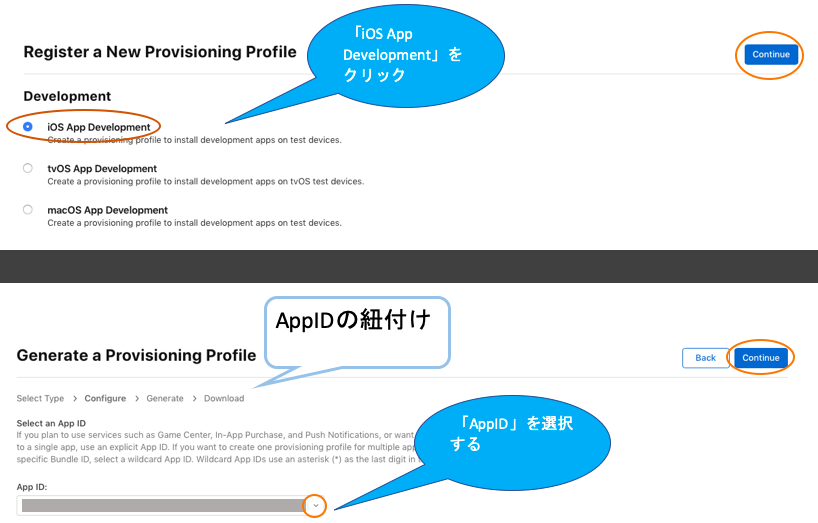 「iOS App
Development」を
クリック
Register a New Provisioning Profile
Continue
Development
iOS App Development
Create a provisioning profile to install development apps on test devices.
tvOS App Development
Create a provisioning profile to install development apps on tvOS test devices.
macOS App Development
Create a provisioning profile to install development apps on test devices.
AppIDの紐付け
Generate a Provisioning Profile
Back
Continue
Select Type > Configure > Generate > Download
Select an App ID
If you plan to use services such as Game Center, In-App Purchase, and Push Notifications, or want
to a single app, use an explicit App ID. If you want to create one provisioning profile for multiple
specific Bundle ID, select a wildcard App ID. Wildcard App IDs use an asterisk (*) as the last digit in
「AppID」を選択
する
App ID: